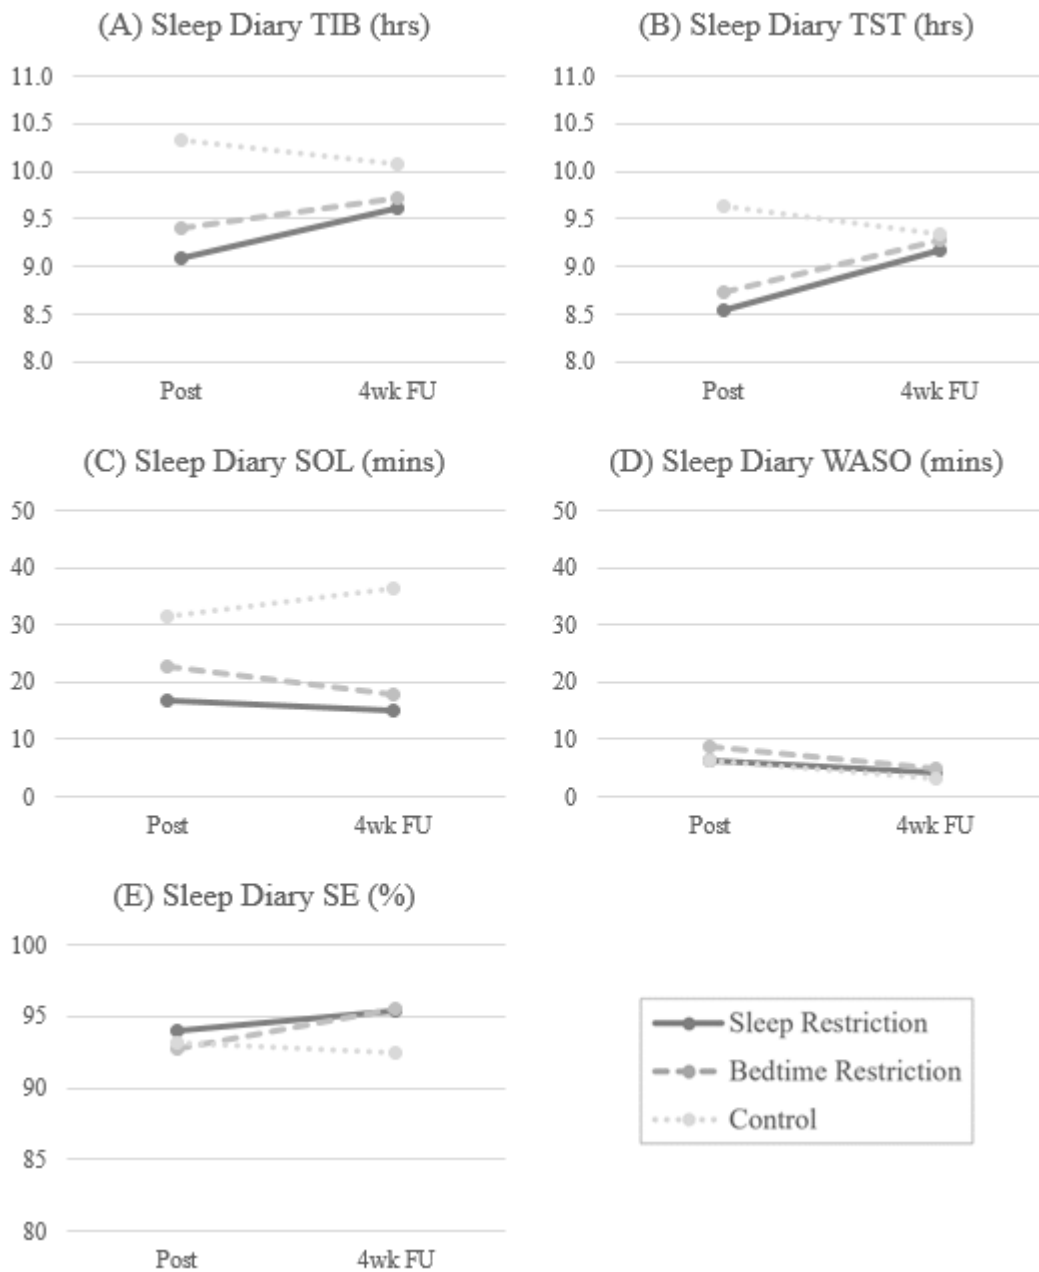 (A) Sleep Diary TIB (hrs)
11.0
10.5
10.0
9.5
9.0
8.5
8.0
Post 4wk FU
(B) Sleep Diary TST (hrs)
11.0
10.5
10.0
9.5
9.0
8.5
8.0
Post 4wk FU
(C) Sleep Diary SOL (mins)
50
40
30
20
10
0
Post 4wk FU
(D) Sleep Diary WASO (mins)
50
40
30
20
10
0
Post 4wk FU
(E) Sleep Diary SE (%)
100
95
90
85
80
Post 4wk FU
Sleep Restriction
Bedtime Restriction
Control